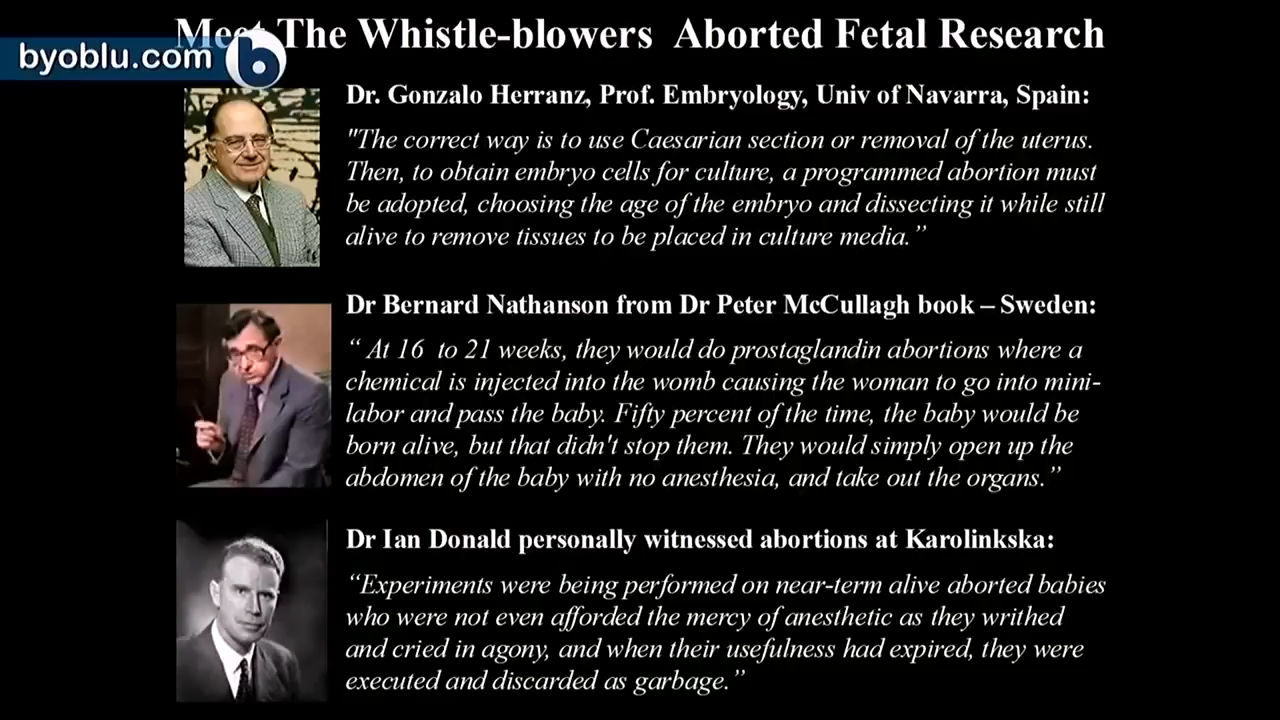 Meet The Whistle-blowers Aborted Fetal Research
byoblu.com
b
Dr. Gonzalo Herranz, Prof. Embryology, Univ of Navarra, Spain:
"The correct way is to use Caesarian section or removal of the uterus.
Then, to obtain embryo cells for culture, a programmed abortion must
be adopted, choosing the age of the embryo and dissecting it while still
alive to remove tissues to be placed in culture media.”
Dr Bernard Nathanson from Dr Peter McCullagh book – Sweden:
“ At 16 to 21 weeks, they would do prostaglandin abortions where a
chemical is injected into the womb causing the woman to go into mini-
labor and pass the baby. Fifty percent of the time, the baby would be
born alive, but that didn't stop them. They would simply open up the
abdomen of the baby with no anesthesia, and take out the organs.”
Dr Ian Donald personally witnessed abortions at Karolinkska:
“Experiments were being performed on near-term alive aborted babies
who were not even afforded the mercy of anesthetic as they writhed
and cried in agony, and when their usefulness had expired, they were
executed and discarded as garbage.”